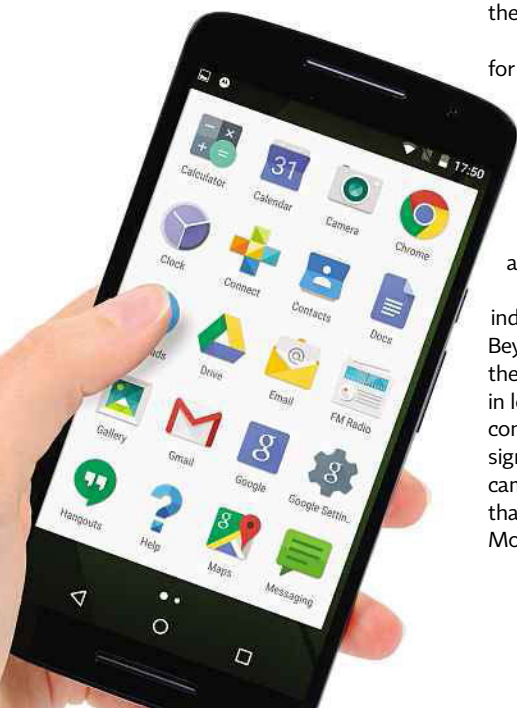 17:50
31
Calculator Calendar Camera Chrome
Clock Connect Contacts Docs
ads Drive Email FM Radio
Gallery Gmail Google Google Settin..
Hangouts Help Maps Messaging
the
for
a
ind
Bey
the
in
con
sign
can
tha
Mo